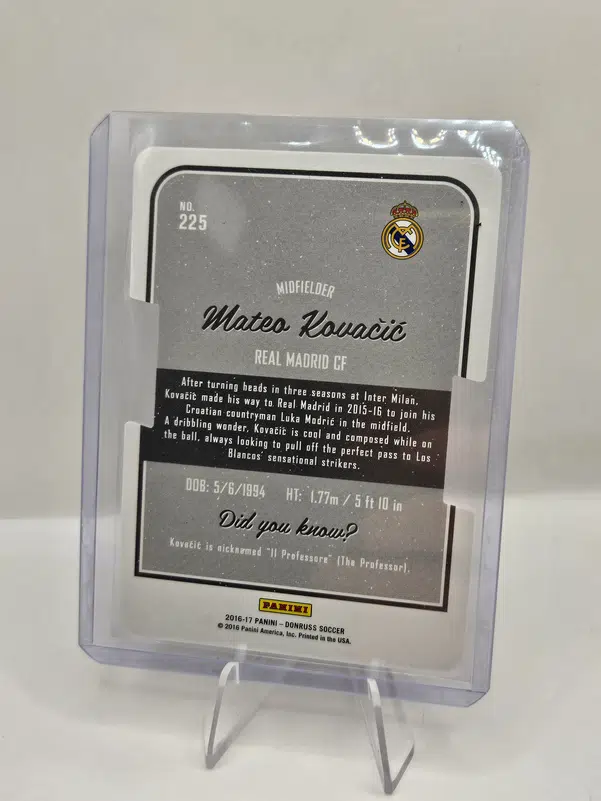 NO.
225
MIDFIELDER
Mateo Kovačić
REAL MADRID CF
After turning heads in three seasons at Inter Milan,
Kovačić made his way to Real Madrid in 2015-16 to join his
Croatian countryman Luka Modrić in the midfield.
A dribbling wonder, Kovačić is cool and composed while on
the ball, always looking to pull off the perfect pass to Los
Blancos' sensational strikers.
DOB: 5/6/1994 HT: 1.77m / 5 ft 10 in
Did you know?
Kovačić is nicknamed "Il Professore" (The Professor).
PANINI
2016-17 PANINI – DONRUSS SOCCER
© 2016 Panini America, Inc. Printed in the USA.